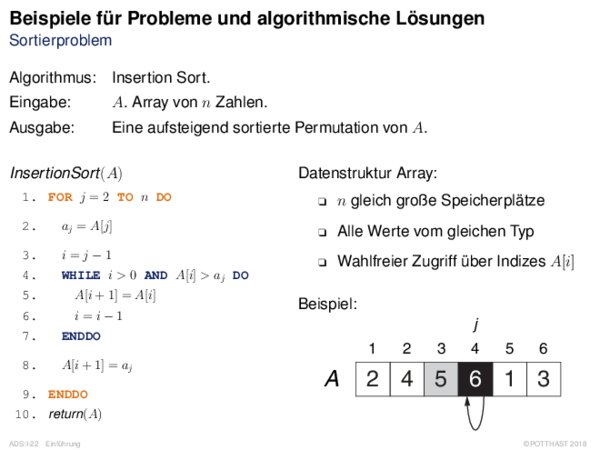 Beispiele für Probleme und algorithmische Lösungen
Sortierproblem
Algorithmus: Insertion Sort.
Eingabe: A. Array von n Zahlen.
Ausgabe: Eine aufsteigend sortierte Permutation von A.
InsertionSort(A)
1. FOR j = 2 TO n DO
2. a_j = A[j]
3. i = j − 1
4. WHILE i > 0 AND A[i] > a_j DO
5. A[i + 1] = A[i]
6. i = i − 1
7. ENDDO
8. A[i + 1] = a_j
9. ENDDO
10. return(A)
Datenstruktur Array:
❏ n gleich große Speicherplätze
❏ Alle Werte vom gleichen Typ
❏ Wahlfreier Zugriff über Indizes A[i]
Beispiel:
j
1 2 3 4 5 6
A 2 4 5 6 1 3
ADS:I-22 Einführung
© POTTHAST 2018